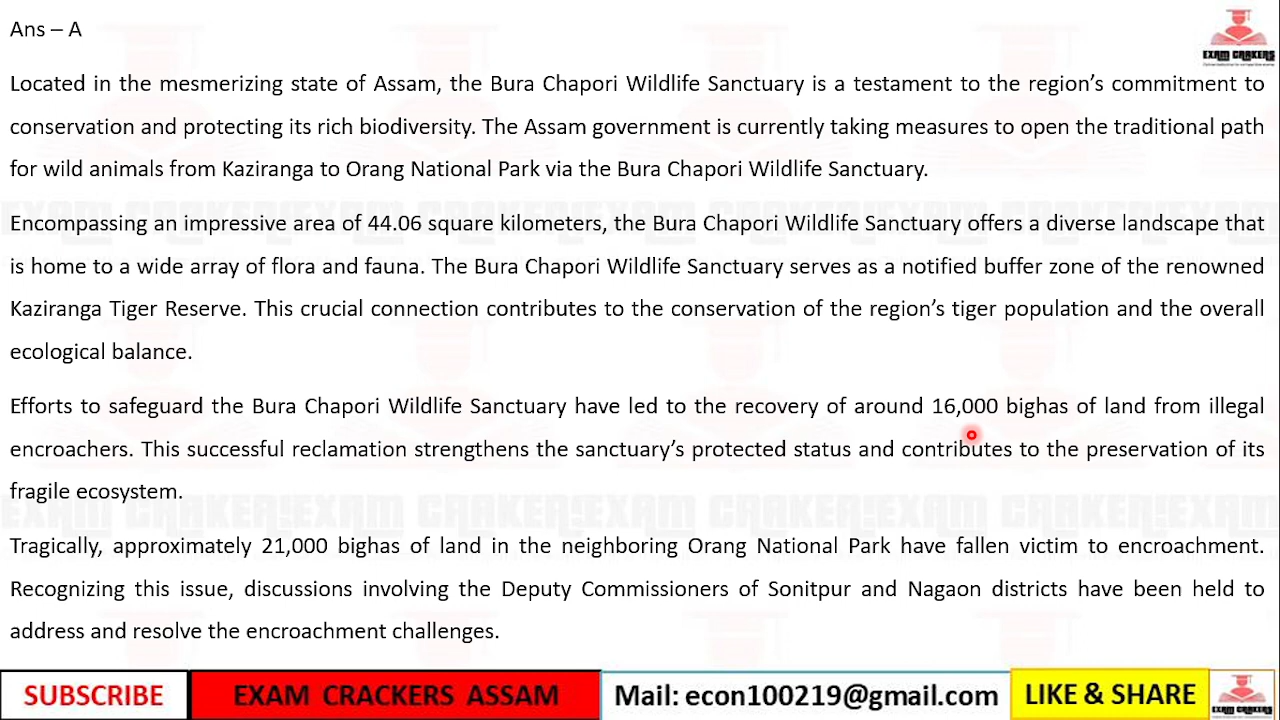 Ans – A
EXAM CRAKERS
Located in the mesmerizing state of Assam, the Bura Chapori Wildlife Sanctuary is a testament to the region’s commitment to
conservation and protecting its rich biodiversity. The Assam government is currently taking measures to open the traditional path
for wild animals from Kaziranga to Orang National Park via the Bura Chapori Wildlife Sanctuary.
Encompassing an impressive area of 44.06 square kilometers, the Bura Chapori Wildlife Sanctuary offers a diverse landscape that
is home to a wide array of flora and fauna. The Bura Chapori Wildlife Sanctuary serves as a notified buffer zone of the renowned
Kaziranga Tiger Reserve. This crucial connection contributes to the conservation of the region’s tiger population and the overall
ecological balance.
Efforts to safeguard the Bura Chapori Wildlife Sanctuary have led to the recovery of around 16,000 bighas of land from illegal
encroachers. This successful reclamation strengthens the sanctuary’s protected status and contributes to the preservation of its
fragile ecosystem.
Tragically, approximately 21,000 bighas of land in the neighboring Orang National Park have fallen victim to encroachment.
Recognizing this issue, discussions involving the Deputy Commissioners of Sonitpur and Nagaon districts have been held to
address and resolve the encroachment challenges.
SUBSCRIBE
EXAM CRACKERS ASSAM
Mail: econ100219@gmail.com
LIKE & SHARE
EXAM CRAKERS